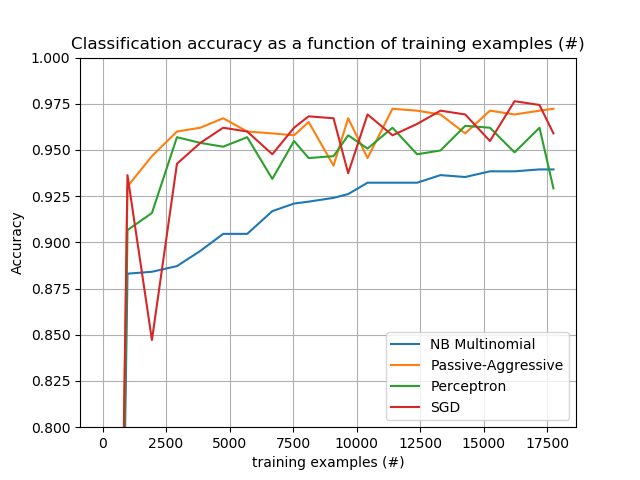 Classification accuracy as a function of training examples (#)
1.000
0.975
0.950
0.925
0.900
0.875
0.850
0.825
0.800
Accuracy
NB Multinomial
Passive-Aggressive
Perceptron
SGD
0 2500 5000 7500 10000 12500 15000 17500
training examples (#)